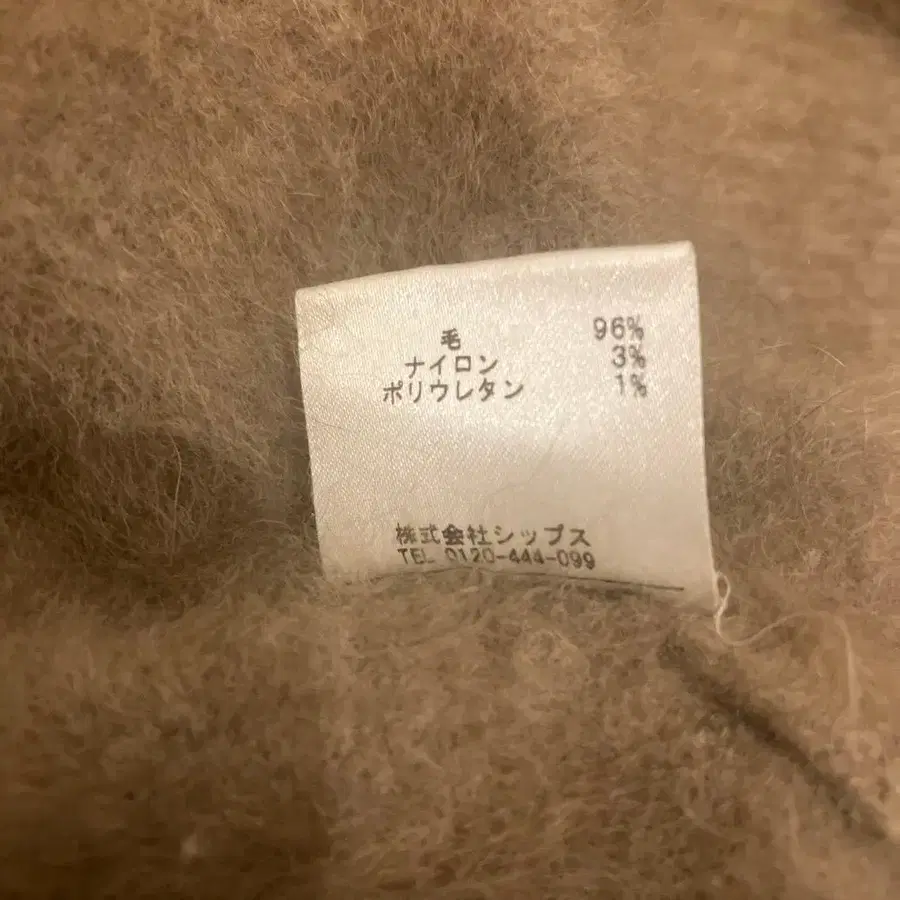 毛 96%
ナイロン 3%
ポリウレタン 1%
株式会社シップス
TEL 0120-444-099